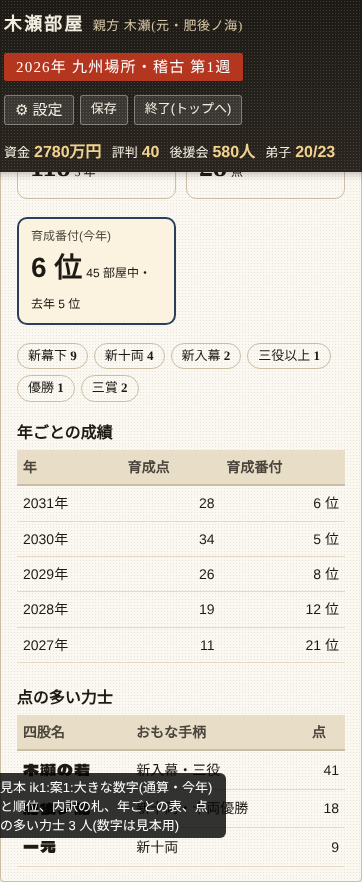 木瀬部屋 親方 木瀬(元・肥後ノ海)
2026年 九州場所・稽古 第1週
⚙ 設定 保存 終了(トップへ)
資金 2780万円 評判 40 後援会 580人 弟子 20/23
育成番付(今年)
6 位 45 部屋中・
去年 5 位
新幕下 9 新十両 4 新入幕 2 三役以上 1
優勝 1 三賞 2
年ごとの成績
年 育成点 育成番付
2031年 28 6 位
2030年 34 5 位
2029年 26 8 位
2028年 19 12 位
2027年 11 21 位
点の多い力士
四股名 おもな手柄 点
木瀬の若 新入幕・三役 41
見本 ik1:案1:大きな数字(通算・今年)
と順位、内訳の札、年ごとの表、点
の多い力士 3 人(数字は見本用)
優勝 18
一元 新十両 9